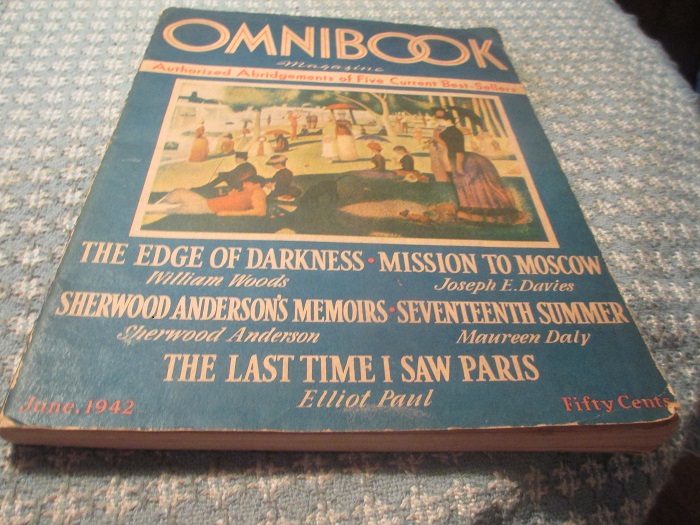 OMNIBOOK
Magazine
Authorized Abridgements of Five Current Best-Sellers
THE EDGE OF DARKNESS • MISSION TO MOSCOW
William Woods Joseph E. Davies
SHERWOOD ANDERSON'S MEMOIRS • SEVENTEENTH SUMMER
Sherwood Anderson Maureen Daly
THE LAST TIME I SAW PARIS
Elliot Paul
June, 1942 Fifty Cents